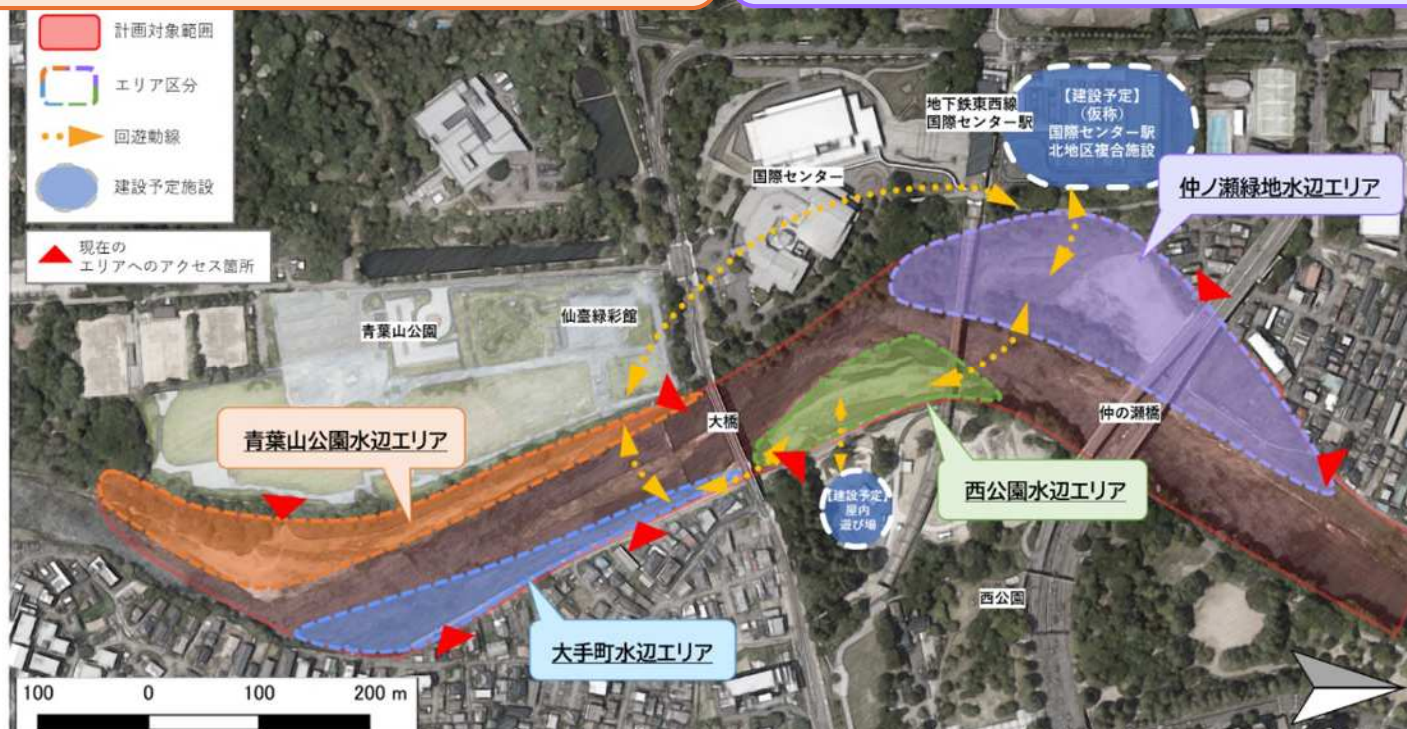 計画対象範囲
エリア区分
回遊動線
建設予定施設
現在の
エリアへのアクセス箇所
地下鉄東西線
国際センター駅
【建設予定】
(仮称)
国際センター駅
北地区複合施設
国際センター
仲ノ瀬緑地水辺エリア
青葉山公園
仙臺緑彩館
青葉山公園水辺エリア
大橋
仲の瀬橋
西公園水辺エリア
【建設予定】
屋内
遊び場
西公園
大手町水辺エリア
100 0 100 200 m